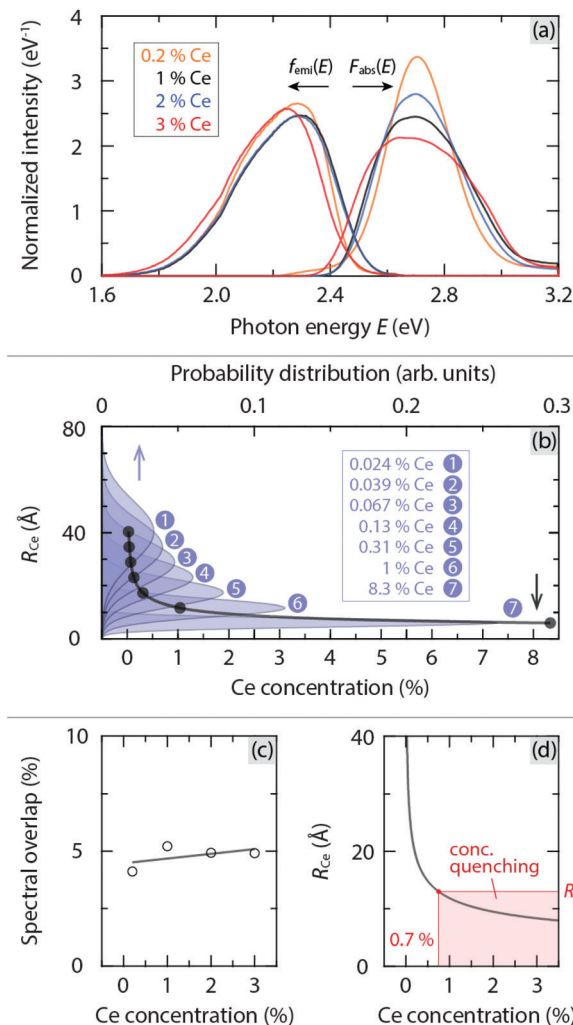 (a)
0.2 % Ce
1 % Ce
2 % Ce
3 % Ce
f_emi(E) F_abs(E)
Normalized intensity (eV⁻¹)
4
3
2
1
0
1.6 2.0 2.4 2.8 3.2
Photon energy E (eV)
Probability distribution (arb. units)
0 0.1 0.2 0.3
(b)
R_Ce (Å)
80
40
0
1
2
3
4
5
6
7
0.024 % Ce 1
0.039 % Ce 2
0.067 % Ce 3
0.13 % Ce 4
0.31 % Ce 5
1 % Ce 6
8.3 % Ce 7
0 1 2 3 4 5 6 7 8
Ce concentration (%)
(c)
Spectral overlap (%)
10
5
0
0 1 2 3
Ce concentration (%)
(d)
R_Ce (Å)
40
20
0
conc.
quenching
R
0.7 %
0 1 2 3
Ce concentration (%)